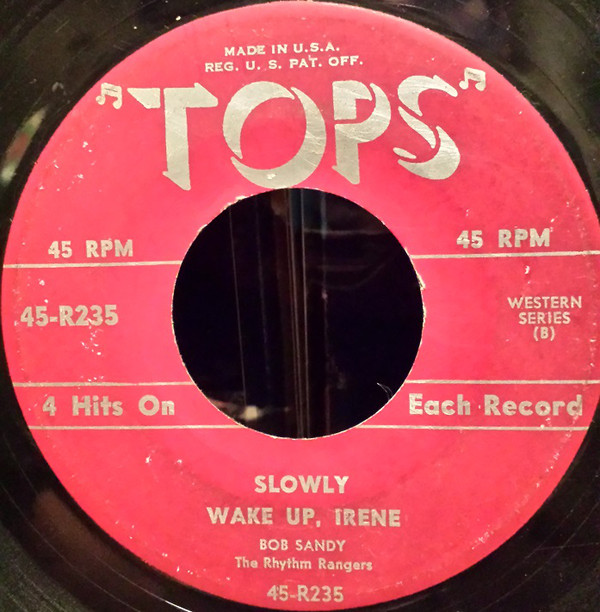 MADE IN U.S.A.
REG. U. S. PAT. OFF.
"TOPS"
45 RPM 45 RPM
45-R235
WESTERN
SERIES
(B)
4 Hits On Each Record
SLOWLY
WAKE UP, IRENE
BOB SANDY
The Rhythm Rangers
45-R235